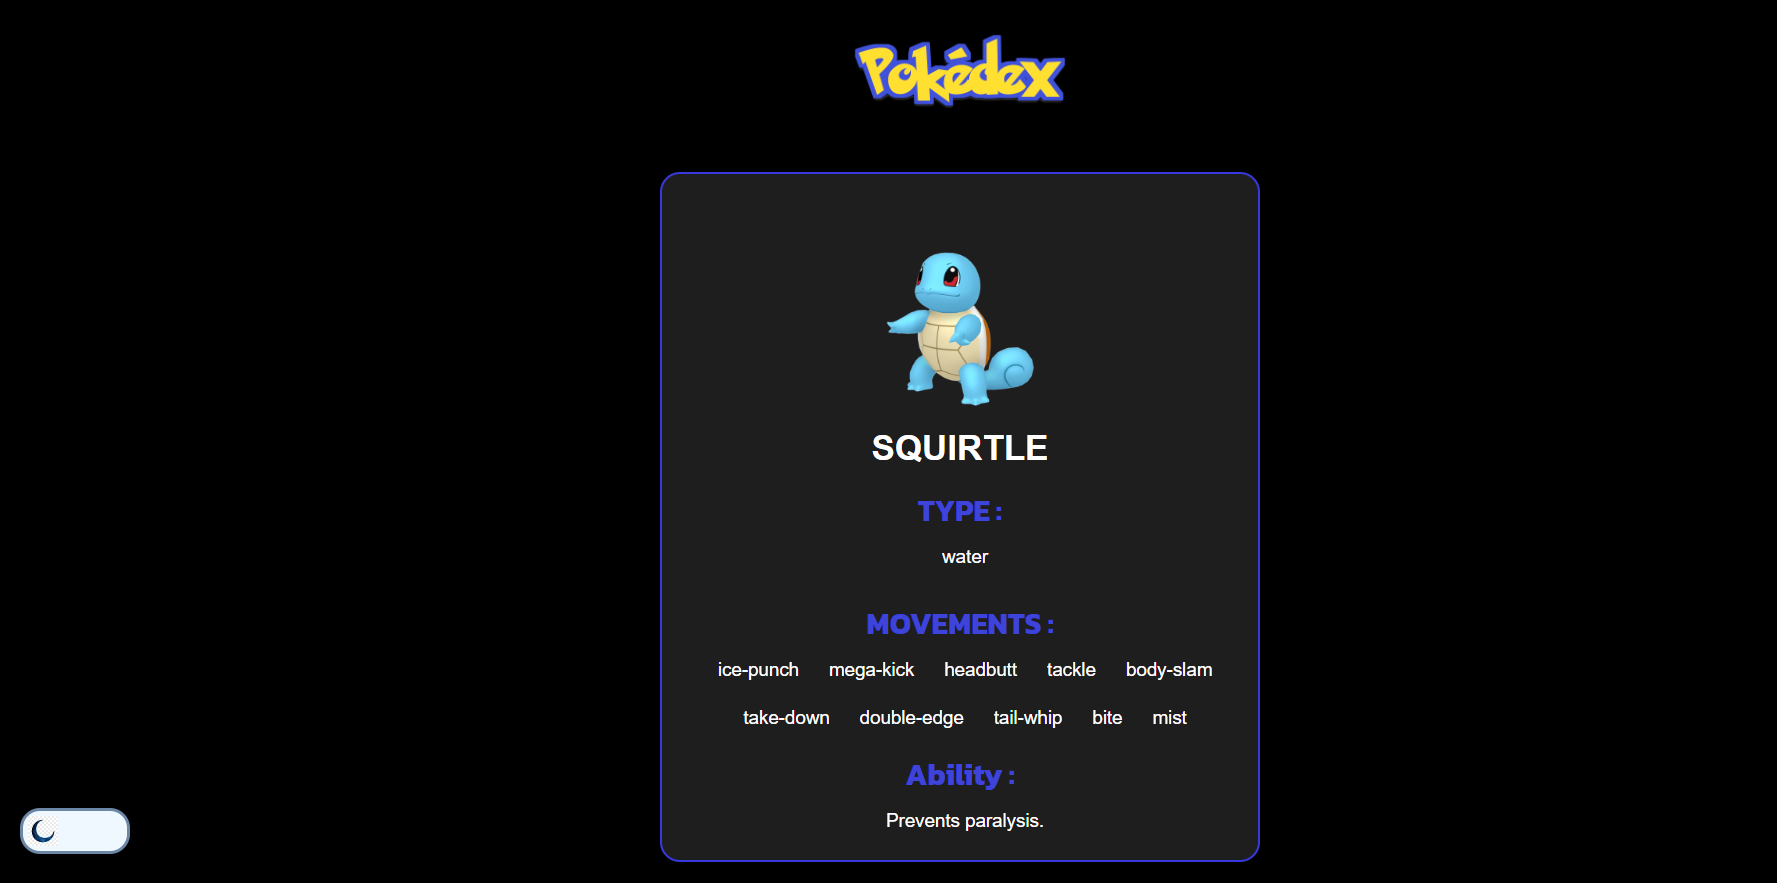 Pokédex
SQUIRTLE
TYPE :
water
MOVEMENTS :
ice-punch mega-kick headbutt tackle body-slam
take-down double-edge tail-whip bite mist
Ability :
Prevents paralysis.